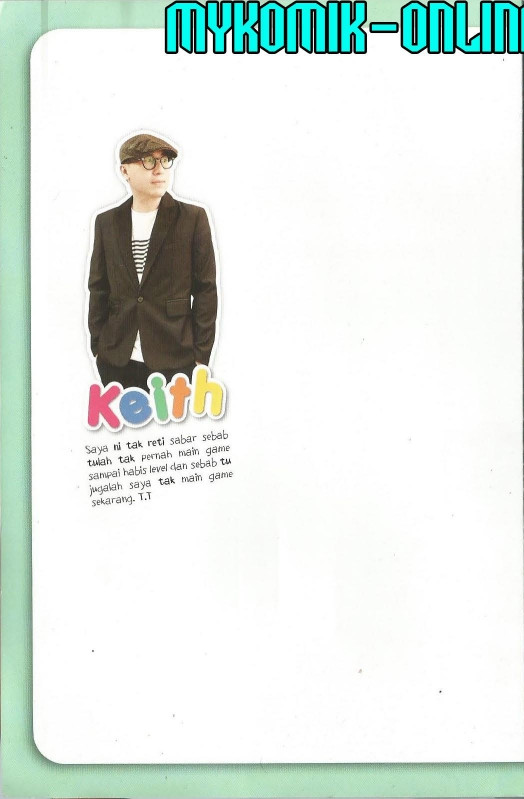 MYKOMIK-ONLIN
Keith
Saya ni tak reti sabar sebab
tulah tak pernah main game
sampai habis level dan sebab tu
jugalah saya tak main game
sekarang. T.T